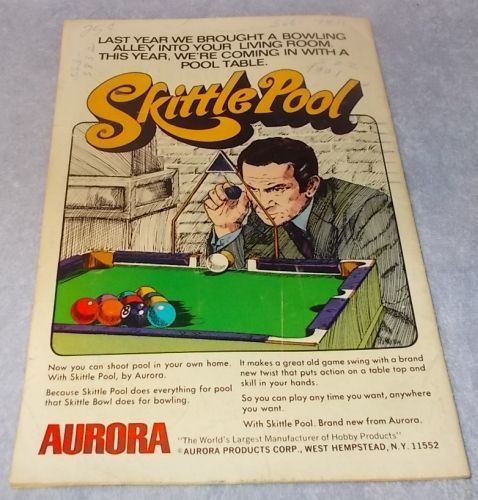 LAST YEAR WE BROUGHT A BOWLING
ALLEY INTO YOUR LIVING ROOM.
THIS YEAR, WE'RE COMING IN WITH A
POOL TABLE.
Skittle Pool
Now you can shoot pool in your own home.
With Skittle Pool, by Aurora.
Because Skittle Pool does everything for pool
that Skittle Bowl does for bowling.
It makes a great old game swing with a brand
new twist that puts action on a table top and
skill in your hands.
So you can play any time you want, anywhere
you want.
With Skittle Pool. Brand new from Aurora.
AURORA
"The World's Largest Manufacturer of Hobby Products"
©AURORA PRODUCTS CORP., WEST HEMPSTEAD, N.Y. 11552